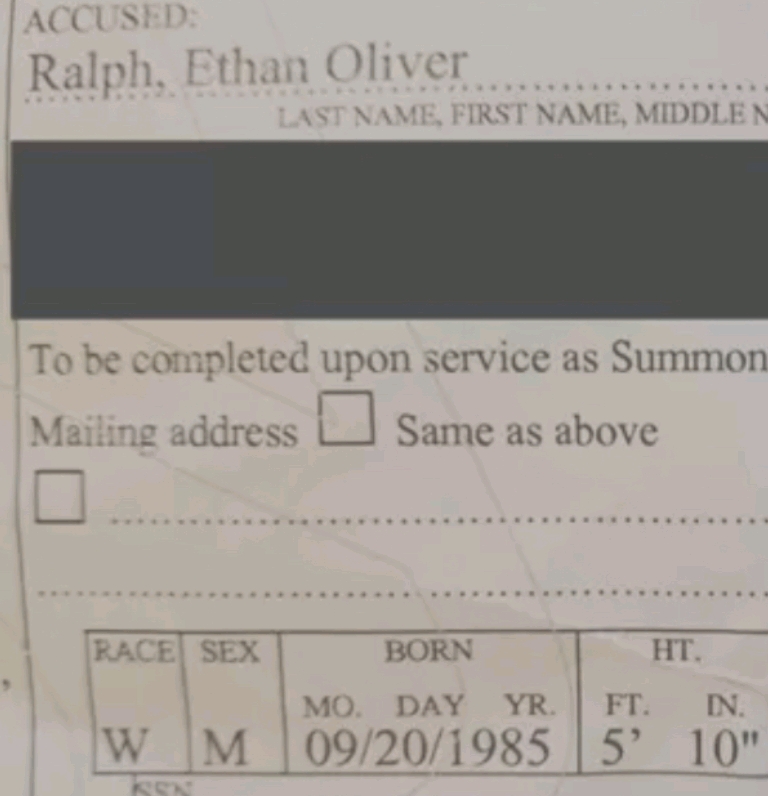 ACCUSED:
Ralph, Ethan Oliver
LAST NAME, FIRST NAME, MIDDLE N
To be completed upon service as Summon
Mailing address Same as above
RACE SEX BORN HT.
MO. DAY YR. FT. IN.
W M 09/20/1985 5' 10"
SSN